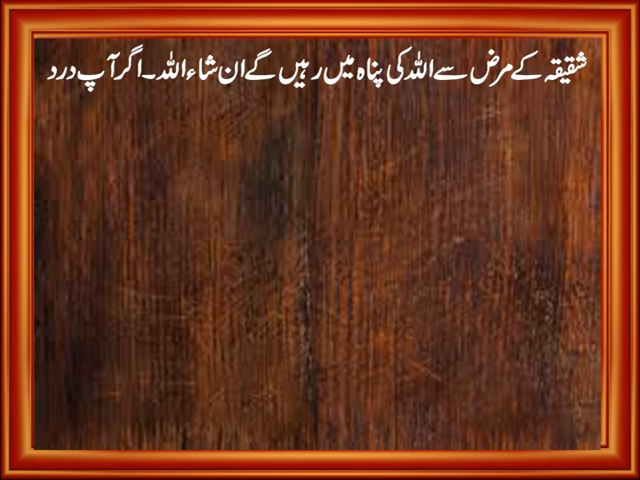 شقیقہ کے مرض سے اللہ کی پناہ میں رہیں گے ان شاء اللہ۔ اگر آپ درد